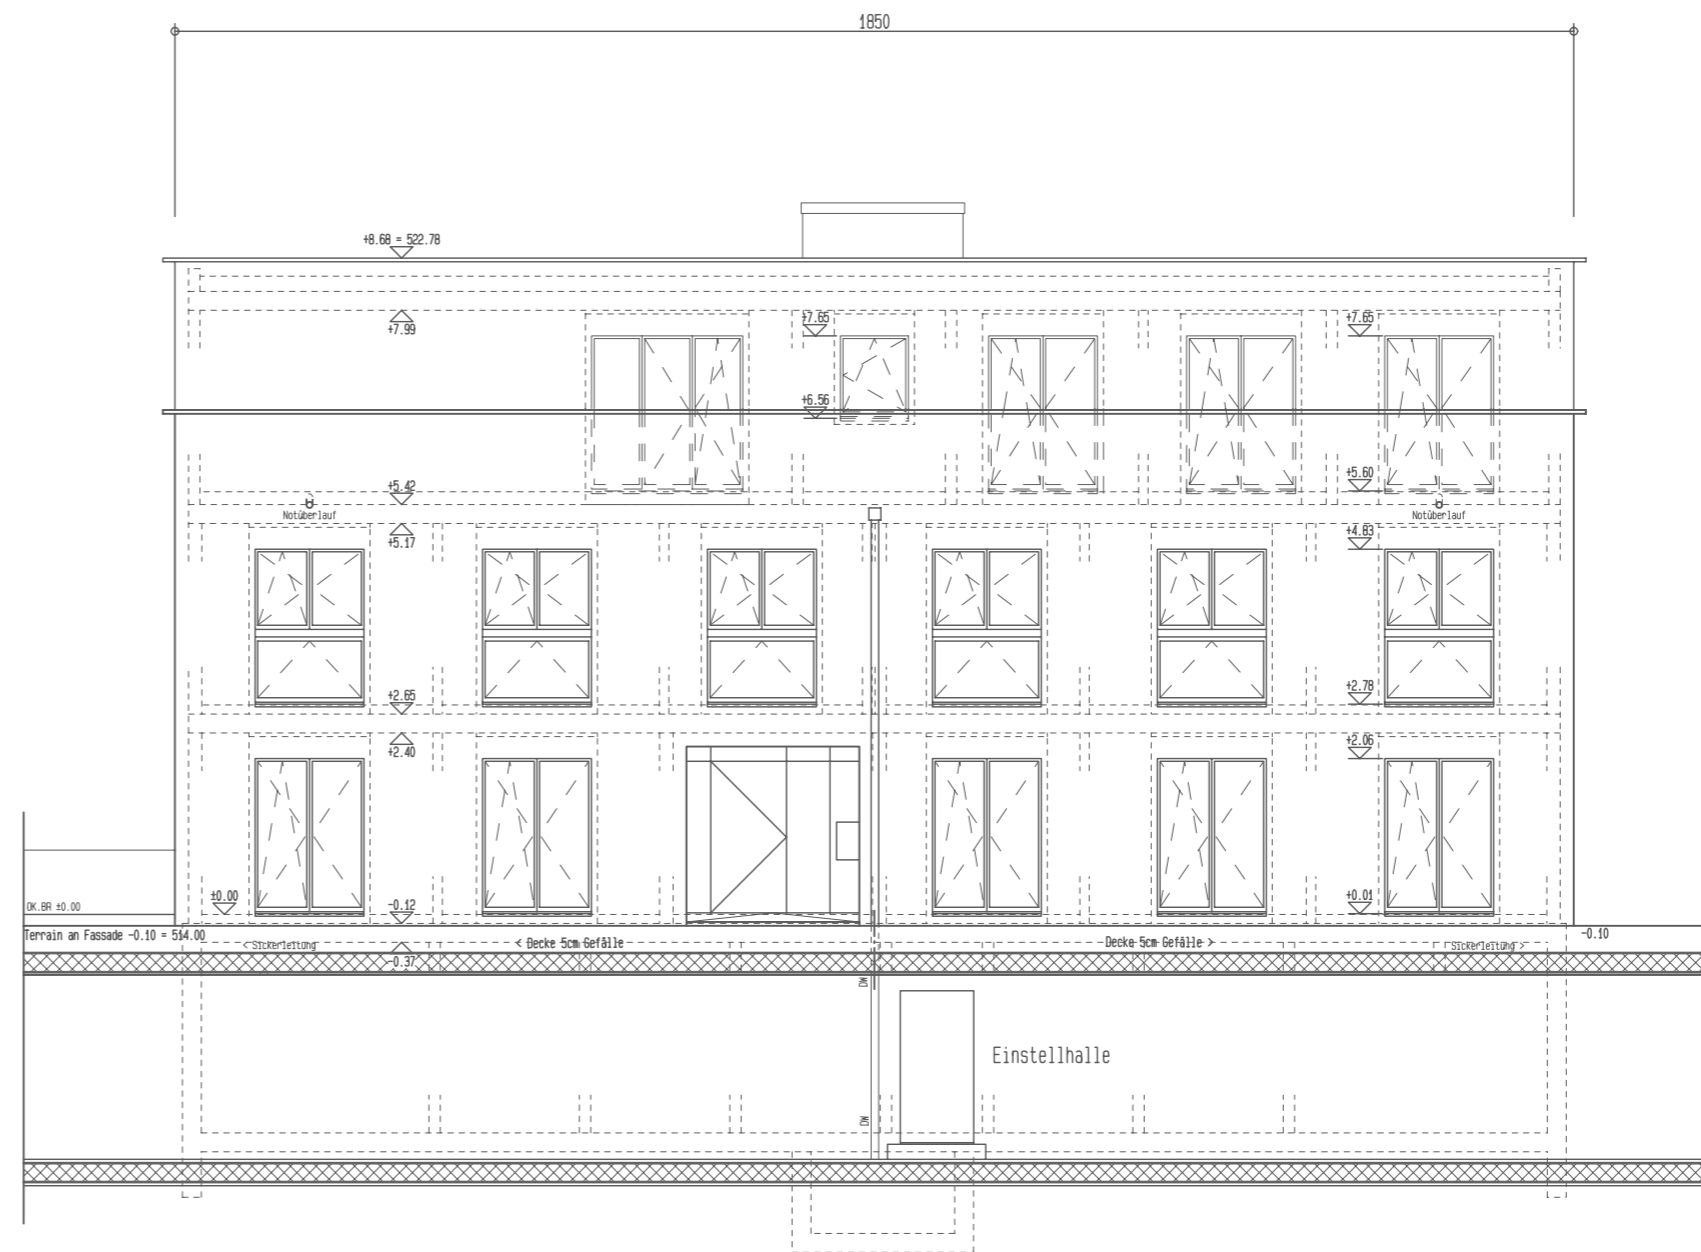 1850
+8.68 = 522.78
+7.99
+7.65
+7.65
+6.56
+5.42
+5.60
Notüberlauf
Notüberlauf
+5.17
+4.83
+2.65
+2.78
+2.40
+2.06
±0.00
-0.12
+0.01
OK.BR ±0.00
Terrain an Fassade -0.10 = 514.00
-0.10
< Sickerleitung
< Decke 5cm Gefälle
Decke 5cm Gefälle >
Sickerleitung >
-0.37
DW
Einstellhalle
DW